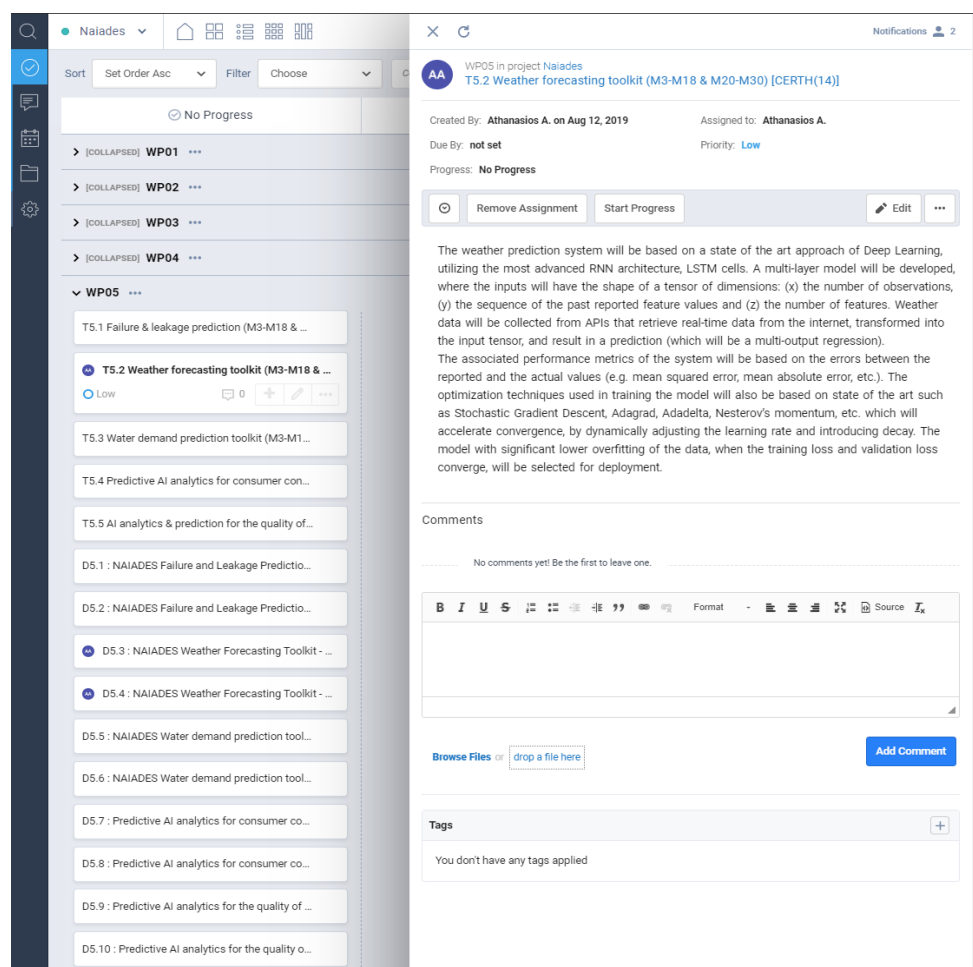 Naiades
Sort Set Order Asc Filter Choose
No Progress
[COLLAPSED] WP01
[COLLAPSED] WP02
[COLLAPSED] WP03
[COLLAPSED] WP04
WP05
T5.1 Failure & leakage prediction (M3-M18 & ...
AA T5.2 Weather forecasting toolkit (M3-M18 & ...
Low 0
T5.3 Water demand prediction toolkit (M3-M1...
T5.4 Predictive AI analytics for consumer con...
T5.5 AI analytics & prediction for the quality of...
D5.1 : NAIADES Failure and Leakage Predictio...
D5.2 : NAIADES Failure and Leakage Predictio...
AA D5.3 : NAIADES Weather Forecasting Toolkit - ...
AA D5.4 : NAIADES Weather Forecasting Toolkit - ...
D5.5 : NAIADES Water demand prediction tool...
D5.6 : NAIADES Water demand prediction tool...
D5.7 : Predictive AI analytics for consumer co...
D5.8 : Predictive AI analytics for consumer co...
D5.9 : Predictive AI analytics for the quality of ...
D5.10 : Predictive AI analytics for the quality o...
Notifications 2
AA
WP05 in project Naiades
T5.2 Weather forecasting toolkit (M3-M18 & M20-M30) [CERTH(14)]
Created By: Athanasios A. on Aug 12, 2019 Assigned to: Athanasios A.
Due By: not set Priority: Low
Progress: No Progress
Remove Assignment Start Progress Edit
The weather prediction system will be based on a state of the art approach of Deep Learning,
utilizing the most advanced RNN architecture, LSTM cells. A multi-layer model will be developed,
where the inputs will have the shape of a tensor of dimensions: (x) the number of observations,
(y) the sequence of the past reported feature values and (z) the number of features. Weather
data will be collected from APIs that retrieve real-time data from the internet, transformed into
the input tensor, and result in a prediction (which will be a multi-output regression).
The associated performance metrics of the system will be based on the errors between the
reported and the actual values (e.g. mean squared error, mean absolute error, etc.). The
optimization techniques used in training the model will also be based on state of the art such
as Stochastic Gradient Descent, Adagrad, Adadelta, Nesterov's momentum, etc. which will
accelerate convergence, by dynamically adjusting the learning rate and introducing decay. The
model with significant lower overfitting of the data, when the training loss and validation loss
converge, will be selected for deployment.
Comments
No comments yet! Be the first to leave one.
B I U S Format Source Tx
Browse Files or drop a file here
Add Comment
Tags
You don't have any tags applied